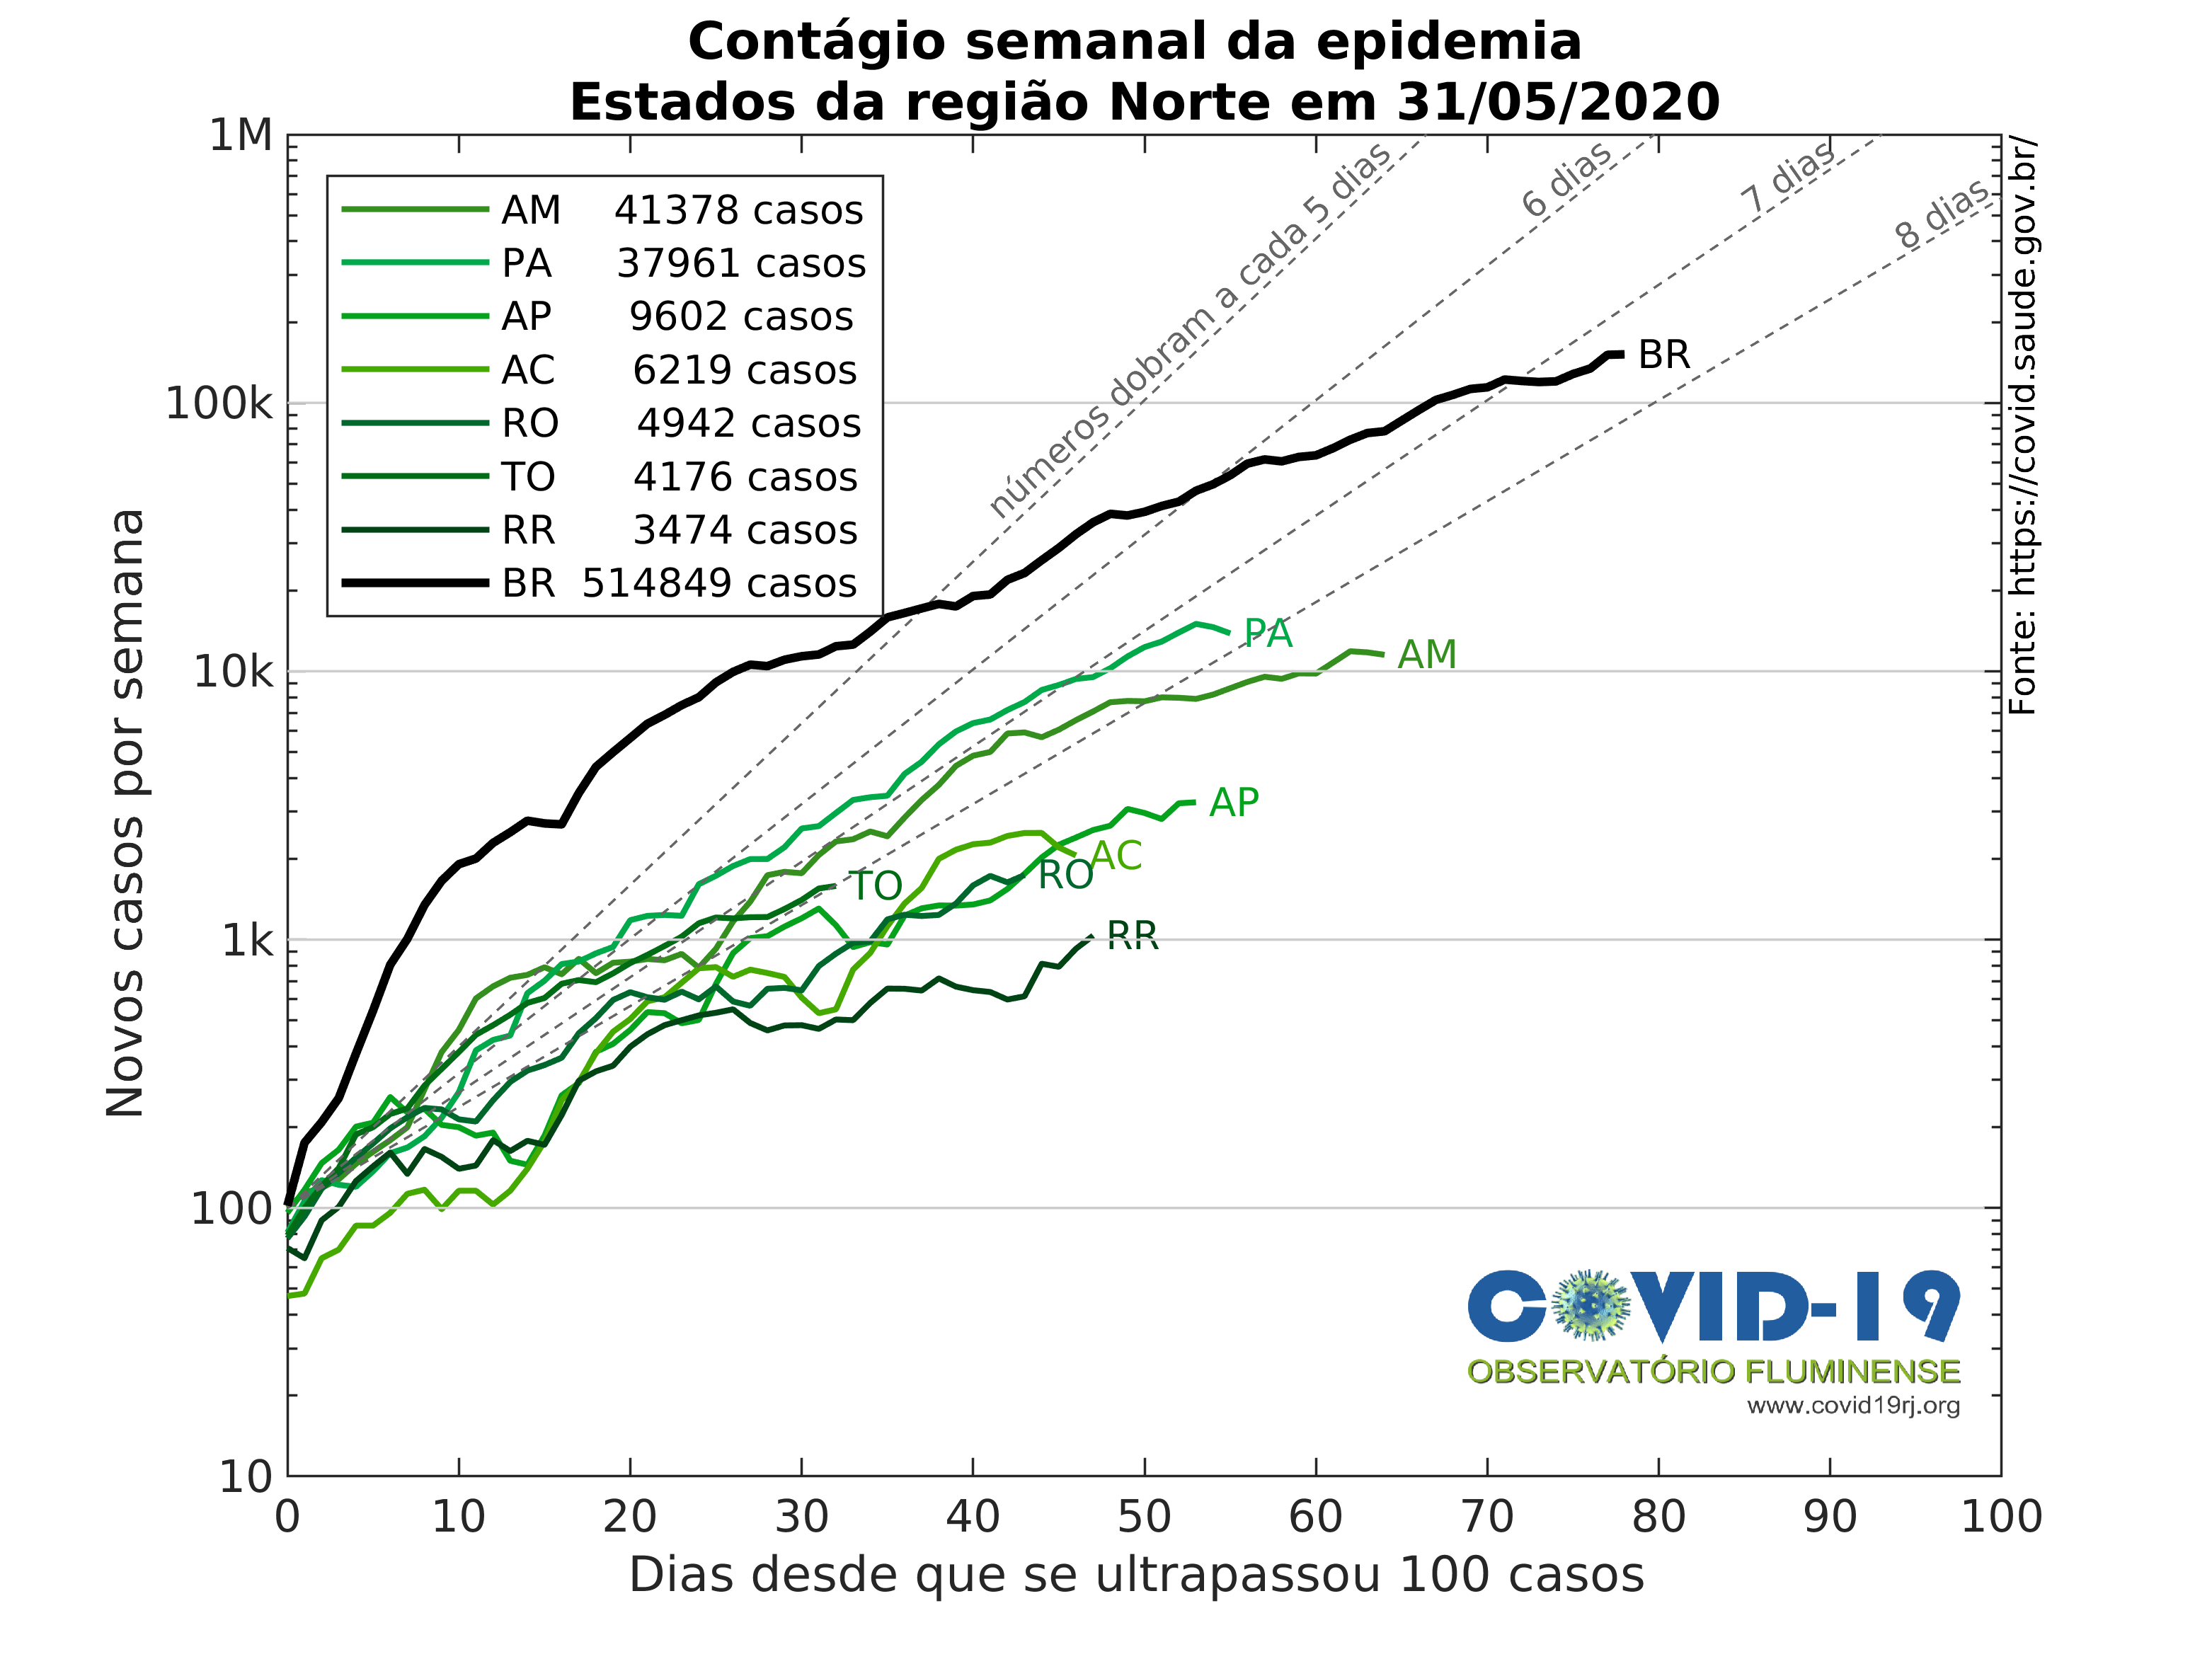 Contágio semanal da epidemia
Estados da região Norte em 31/05/2020
1M
100k
10k
1k
100
10
Novos casos por semana
AM 41378 casos
PA 37961 casos
AP 9602 casos
AC 6219 casos
RO 4942 casos
TO 4176 casos
RR 3474 casos
BR 514849 casos
números dobram a cada 5 dias
6 dias
7 dias
8 dias
BR
PA
AM
AP
AC
RO
TO
RR
Fonte: https://covid.saude.gov.br/
COVID-19
OBSERVATÓRIO FLUMINENSE
www.covid19rj.org
0 10 20 30 40 50 60 70 80 90 100
Dias desde que se ultrapassou 100 casos